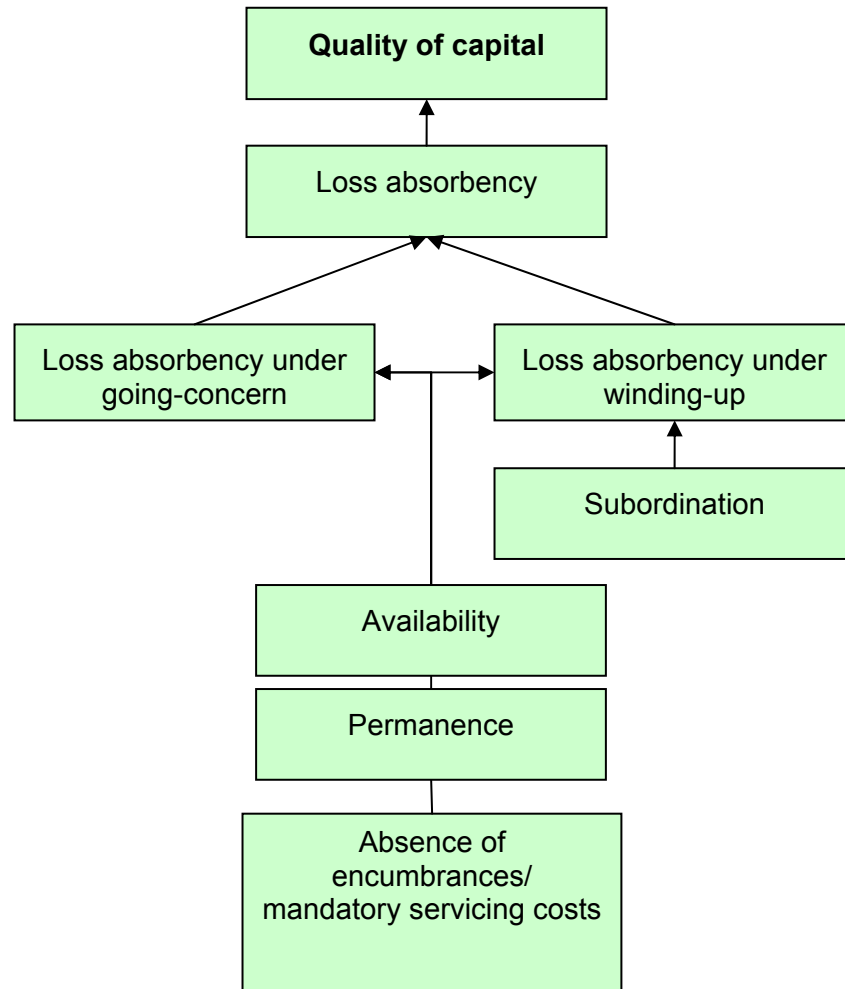 Quality of capital
Loss absorbency
Loss absorbency under
going-concern
Loss absorbency under
winding-up
Subordination
Availability
Permanence
Absence of
encumbrances/
mandatory servicing costs